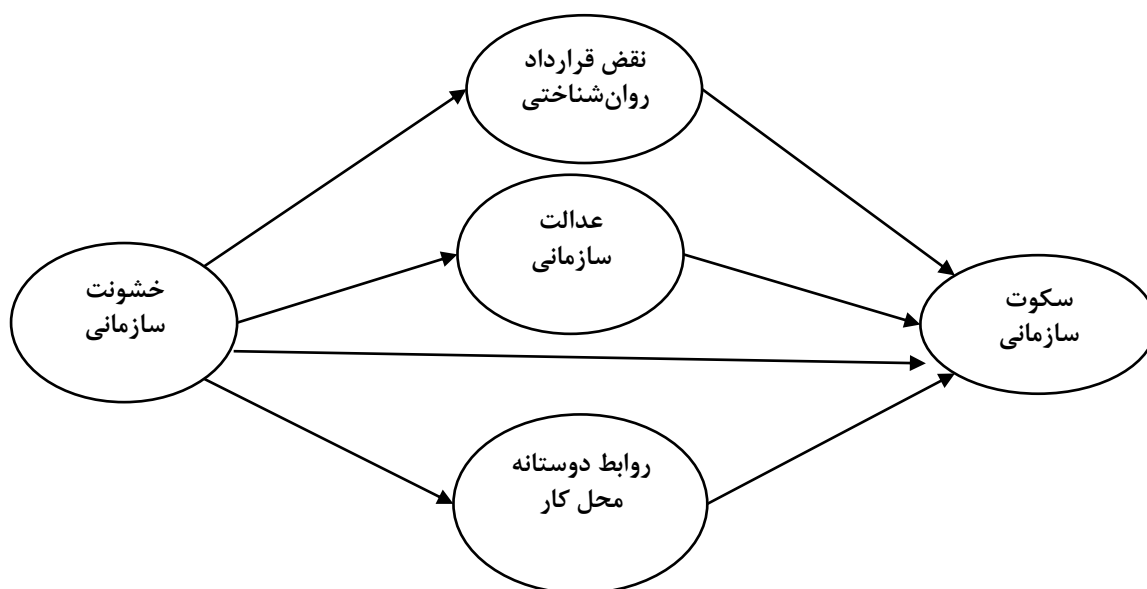 نقض قرارداد
روان‌شناختی
عدالت
سازمانی
خشونت
سازمانی
سکوت
سازمانی
روابط دوستانه
محل کار